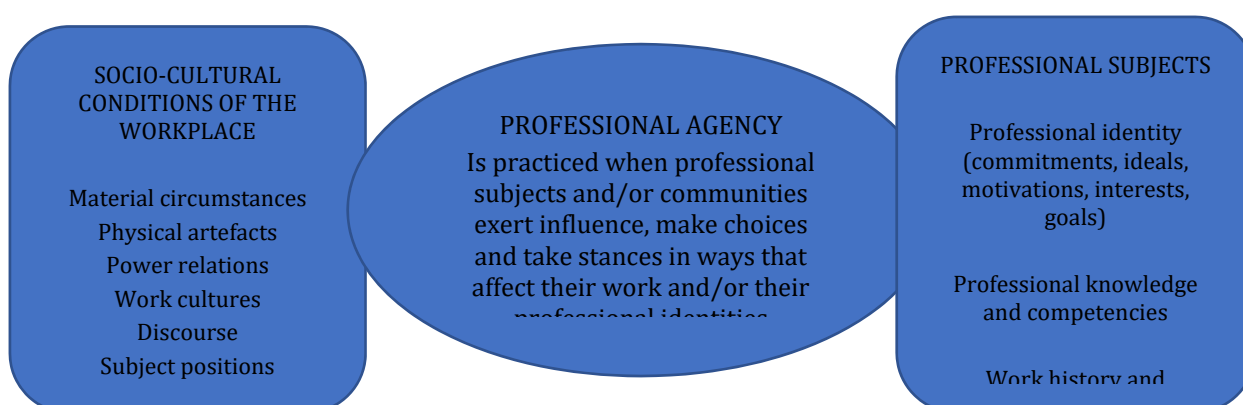 SOCIO-CULTURAL
CONDITIONS OF THE
WORKPLACE
Material circumstances
Physical artefacts
Power relations
Work cultures
Discourse
Subject positions
PROFESSIONAL AGENCY
Is practiced when professional
subjects and/or communities
exert influence, make choices
and take stances in ways that
affect their work and/or their
professional identities
PROFESSIONAL SUBJECTS
Professional identity
(commitments, ideals,
motivations, interests,
goals)
Professional knowledge
and competencies
Work history and